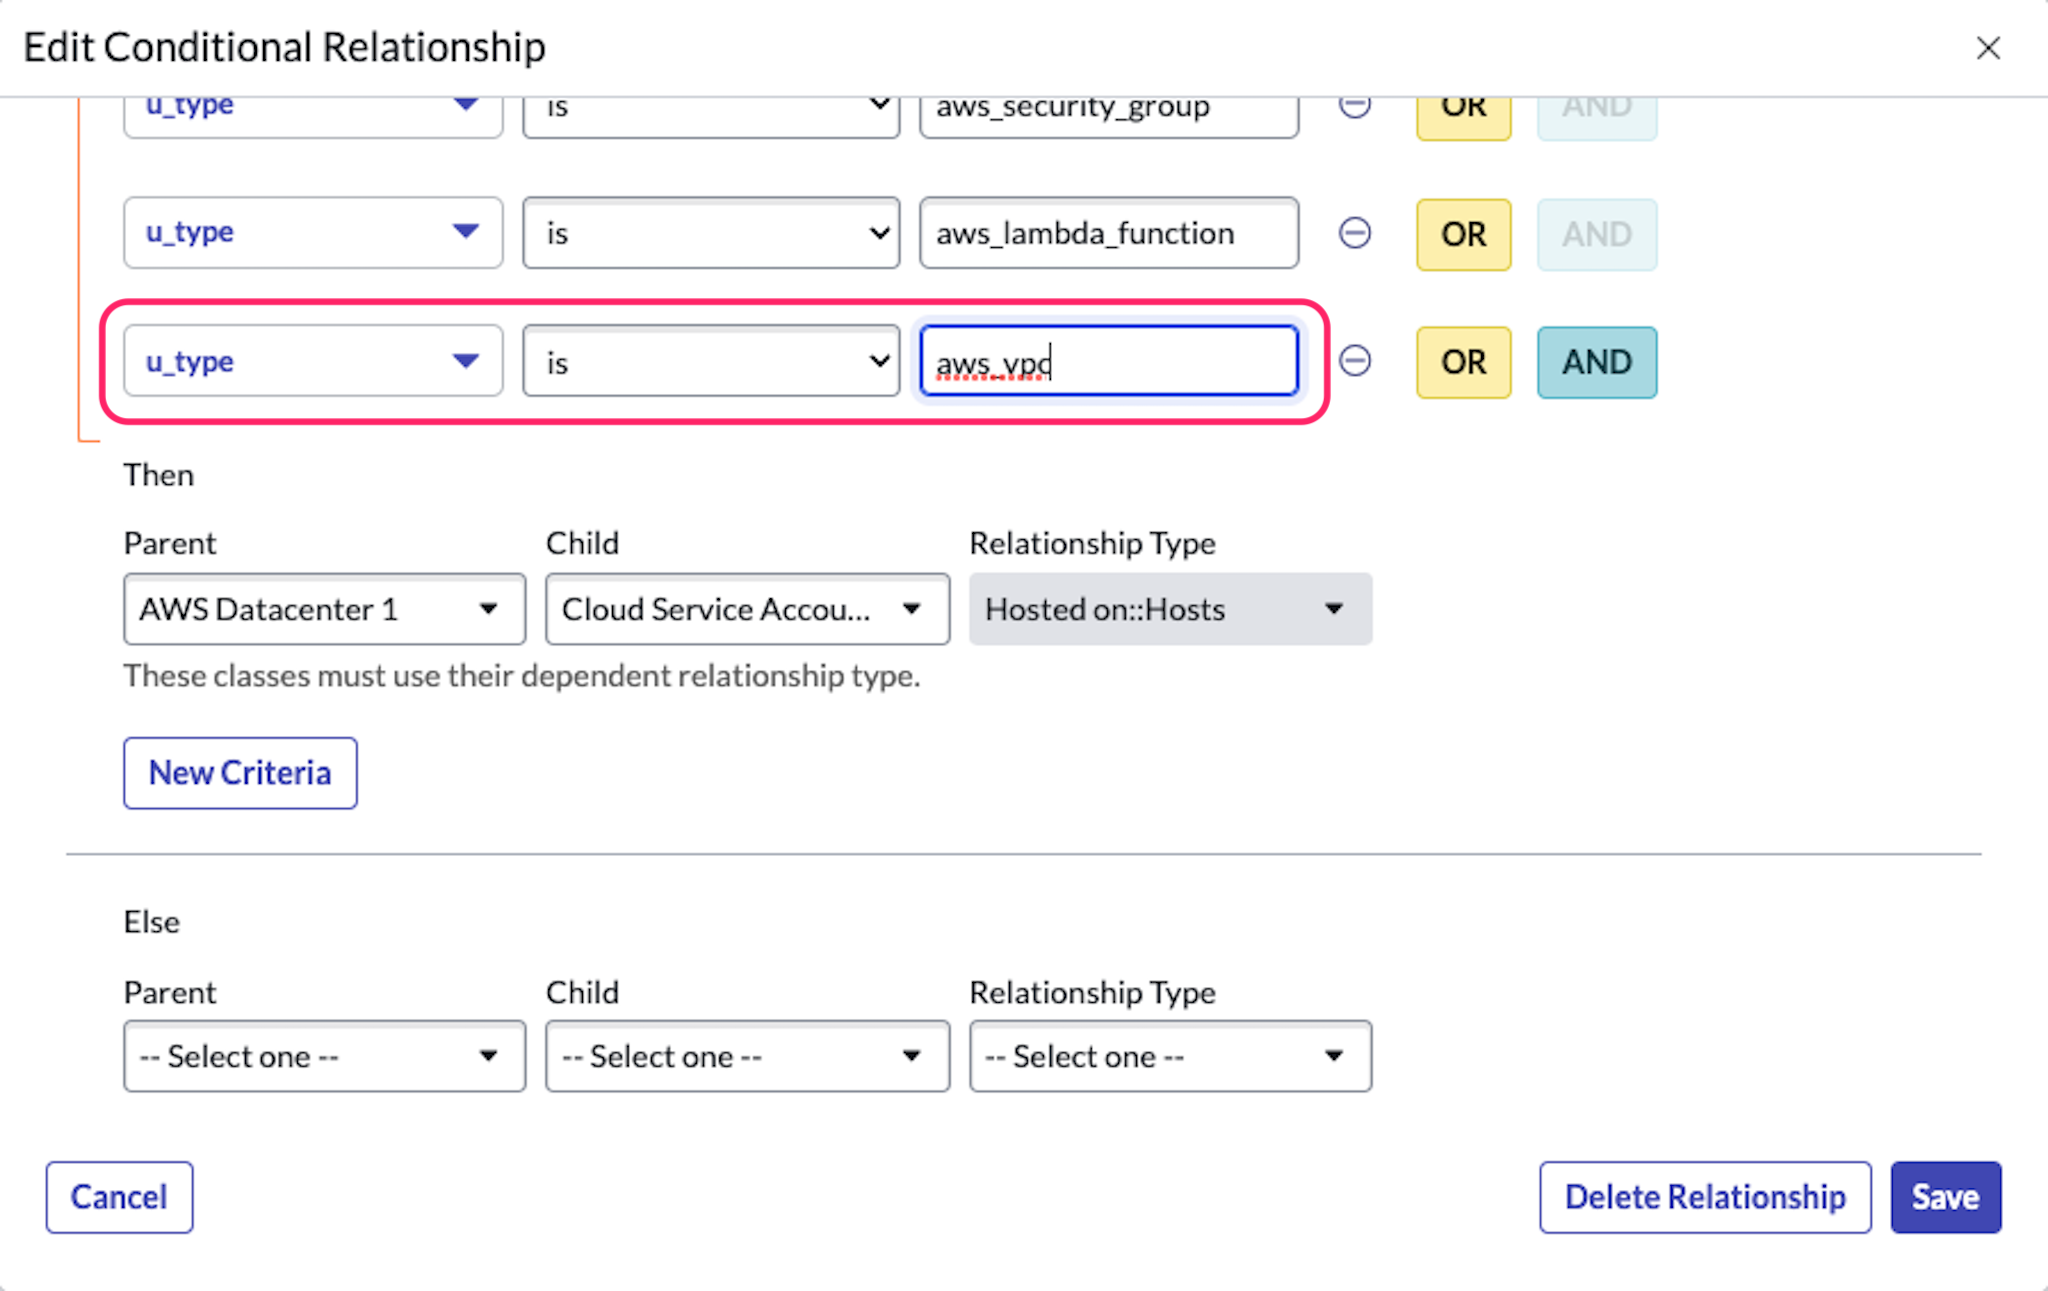 Edit Conditional Relationship
u_type is aws_security_group OR AND
u_type is aws_lambda_function OR AND
u_type is aws_vpc OR AND
Then
Parent Child Relationship Type
AWS Datacenter 1 Cloud Service Accou... Hosted on::Hosts
These classes must use their dependent relationship type.
New Criteria
Else
Parent Child Relationship Type
-- Select one -- -- Select one -- -- Select one --
Cancel Delete Relationship Save